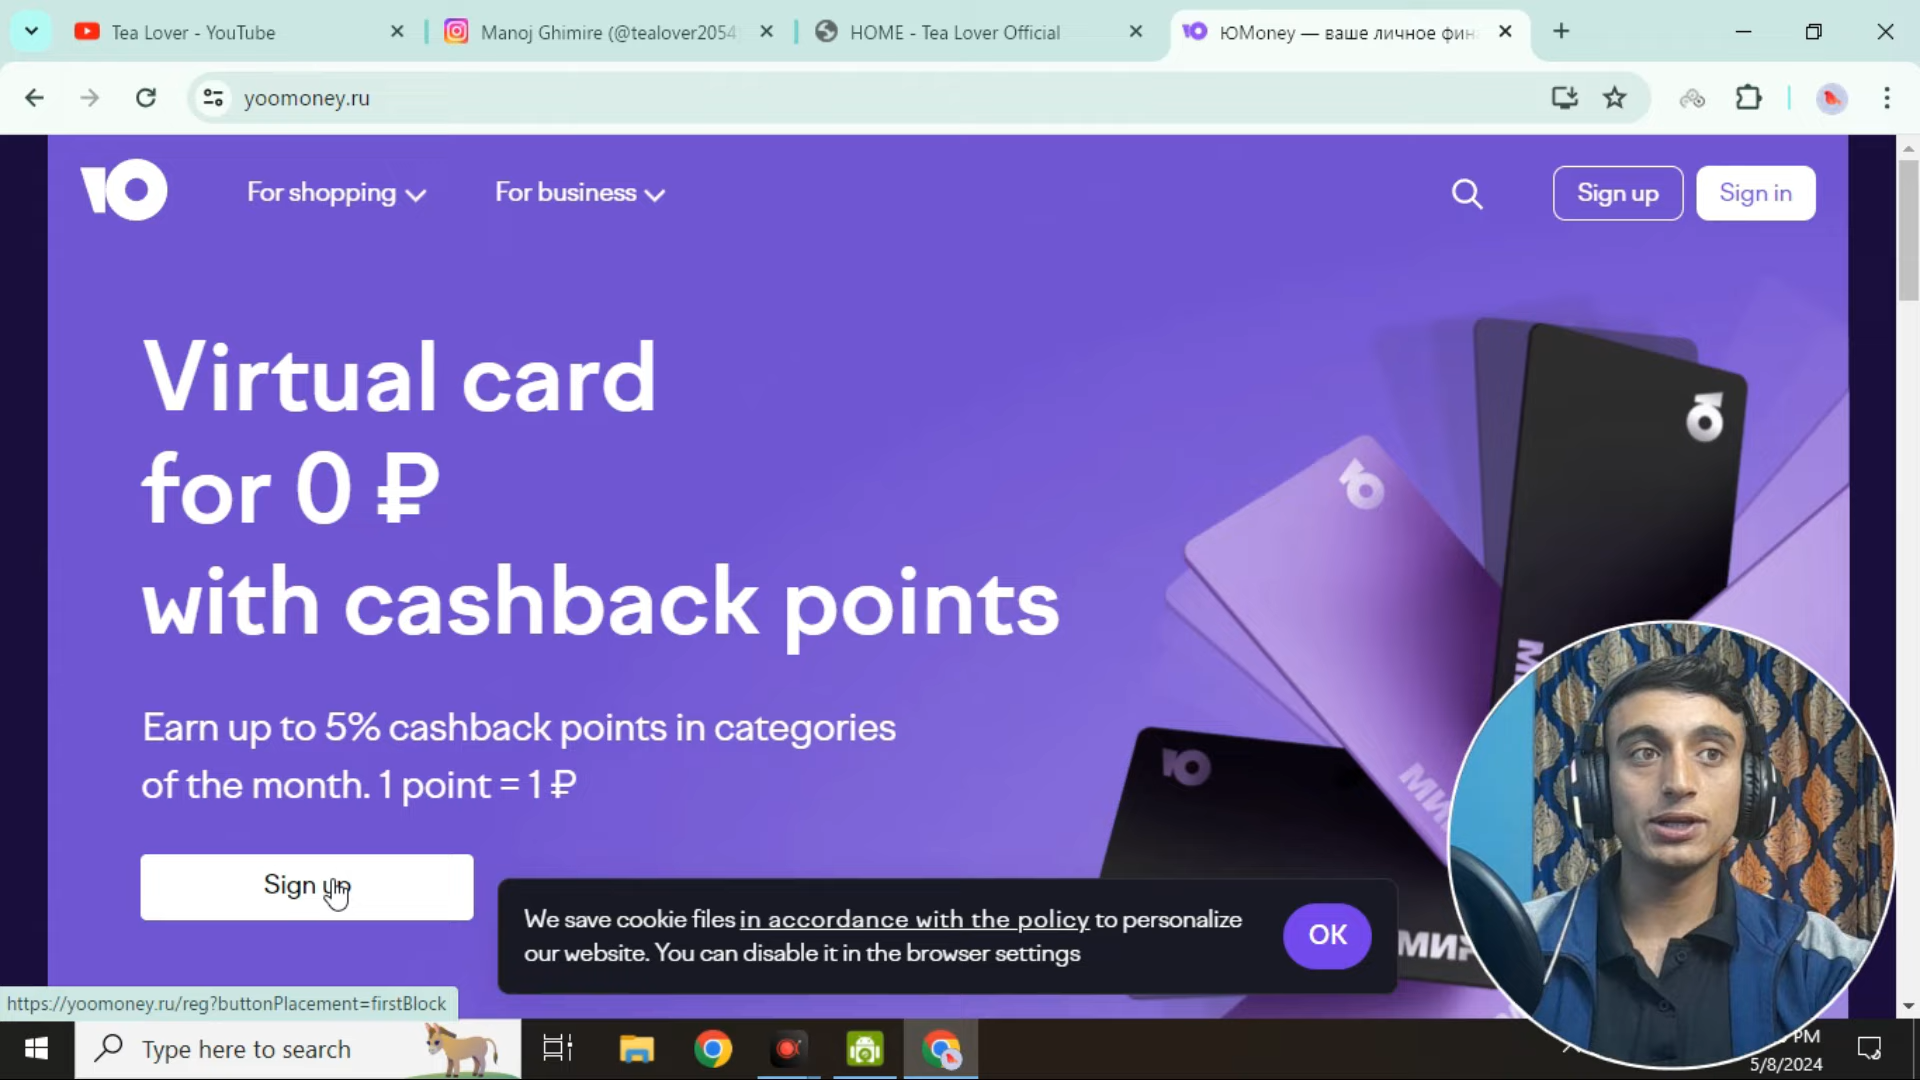 Tea Lover - YouTube
Manoj Ghimire (@tealover2054
HOME - Tea Lover Official
ЮMoney — ваше личное фин
yoomoney.ru
Ю
For shopping
For business
Sign up
Sign in
Virtual card
for 0 ₽
with cashback points
Earn up to 5% cashback points in categories
of the month. 1 point = 1 ₽
Sign up
We save cookie files in accordance with the policy to personalize
our website. You can disable it in the browser settings
OK
https://yoomoney.ru/reg?buttonPlacement=firstBlock
Type here to search
PM
5/8/2024